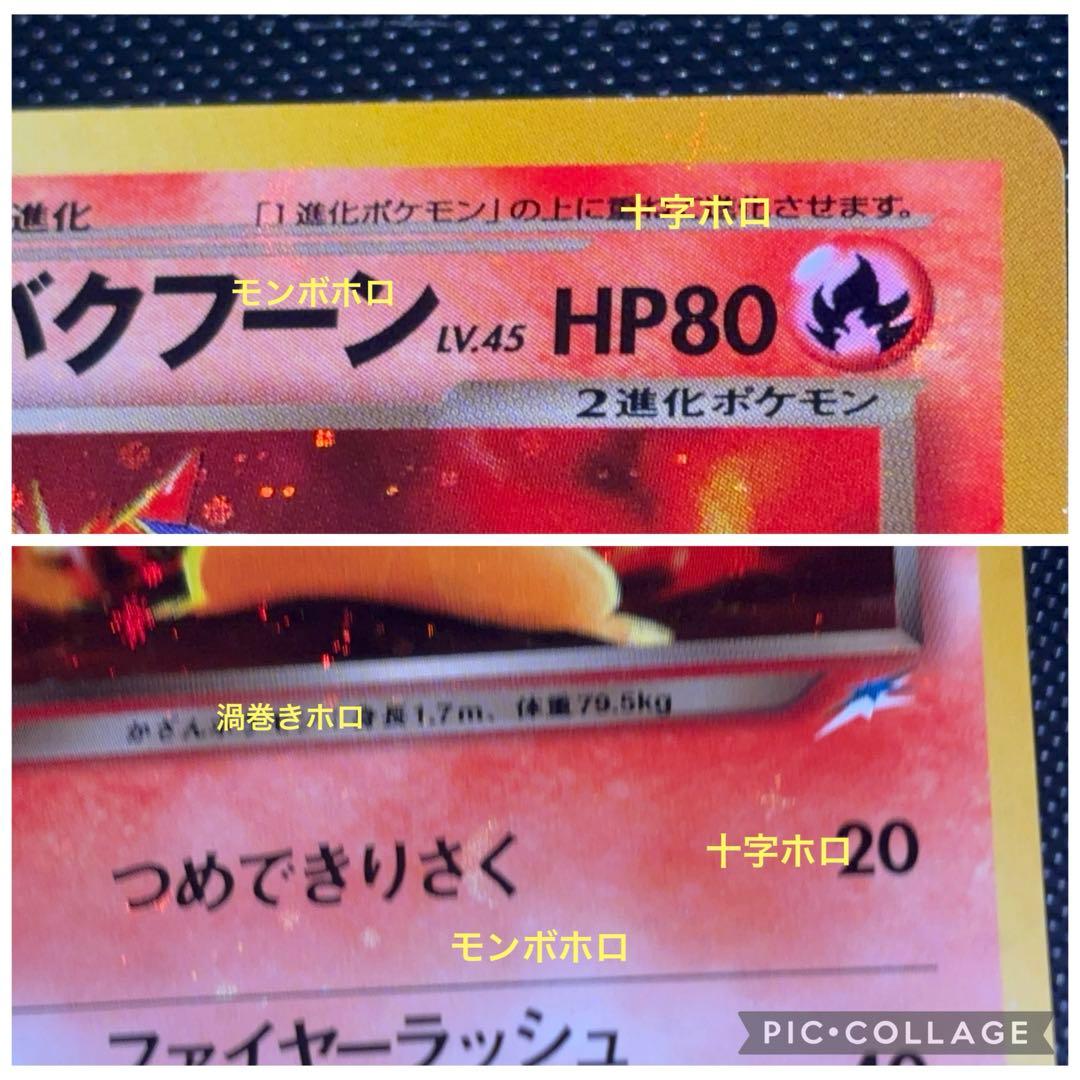 進化
「1進化ポケモン」の上に
十字ホロ
させます。
バクフーン
モンボホロ
LV.45
HP80
2進化ポケモン
渦巻きホロ
長1.7m、体重79.5kg
つめできりさく
十字ホロ
20
モンボホロ
ファイヤーラッシュ
PIC•COLLAGE